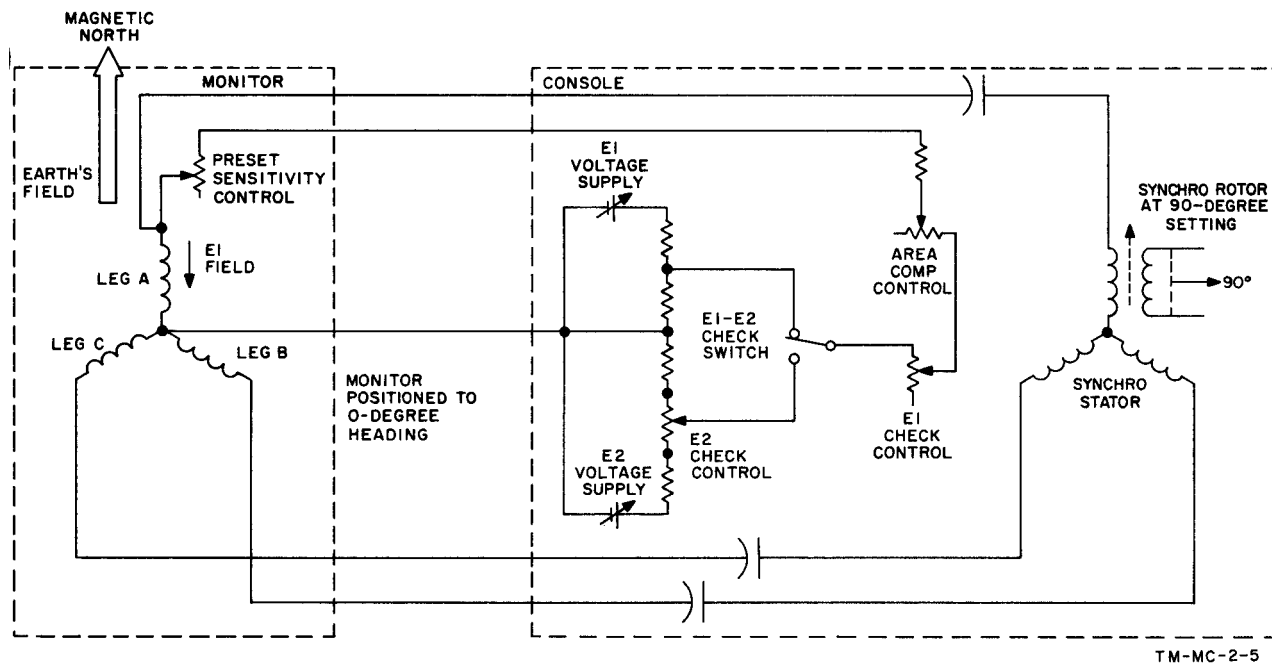 MAGNETIC
NORTH
MONITOR
CONSOLE
EARTH'S
FIELD
PRESET
SENSITIVITY
CONTROL
E1
VOLTAGE
SUPPLY
SYNCHRO ROTOR
AT 90-DEGREE
SETTING
E1
FIELD
LEG A
AREA
COMP
CONTROL
90°
E1-E2
CHECK
SWITCH
LEG C
LEG B
MONITOR
POSITIONED TO
0-DEGREE
HEADING
SYNCHRO
STATOR
E1
CHECK
CONTROL
E2
CHECK
CONTROL
E2
VOLTAGE
SUPPLY
TM-MC-2-5